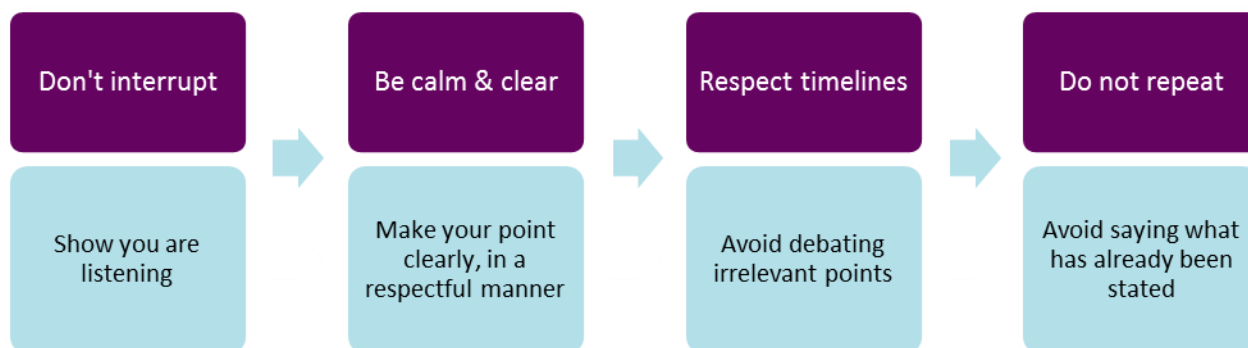 Don't interrupt
Show you are
listening
Be calm & clear
Make your point
clearly, in a
respectful manner
Respect timelines
Avoid debating
irrelevant points
Do not repeat
Avoid saying what
has already been
stated